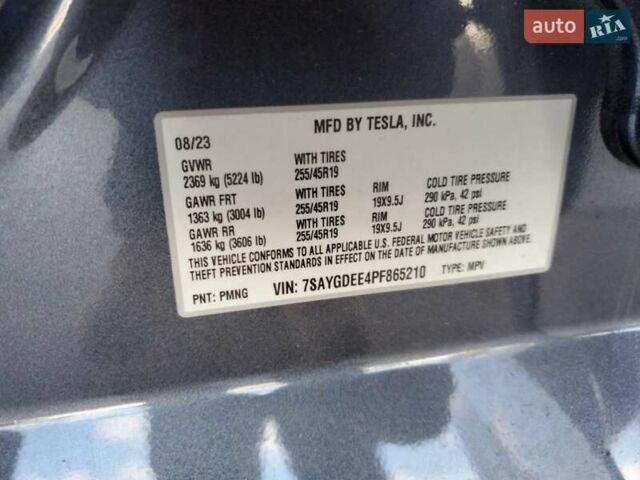 auto RIA.com
MFD BY TESLA, INC.
08/23
GVWR WITH TIRES
2369 kg (5224 lb) 255/45R19
GAWR FRT WITH TIRES RIM COLD TIRE PRESSURE
1363 kg (3004 lb) 255/45R19 19X9.5J 290 kPa, 42 psi
GAWR RR WITH TIRES RIM COLD TIRE PRESSURE
1636 kg (3606 lb) 255/45R19 19X9.5J 290 kPa, 42 psi
THIS VEHICLE CONFORMS TO ALL APPLICABLE U.S. FEDERAL MOTOR VEHICLE SAFETY AND
THEFT PREVENTION STANDARDS IN EFFECT ON THE DATE OF MANUFACTURE SHOWN ABOVE.
PNT: PMNG VIN: 7SAYGDEE4PF865210 TYPE: MPV